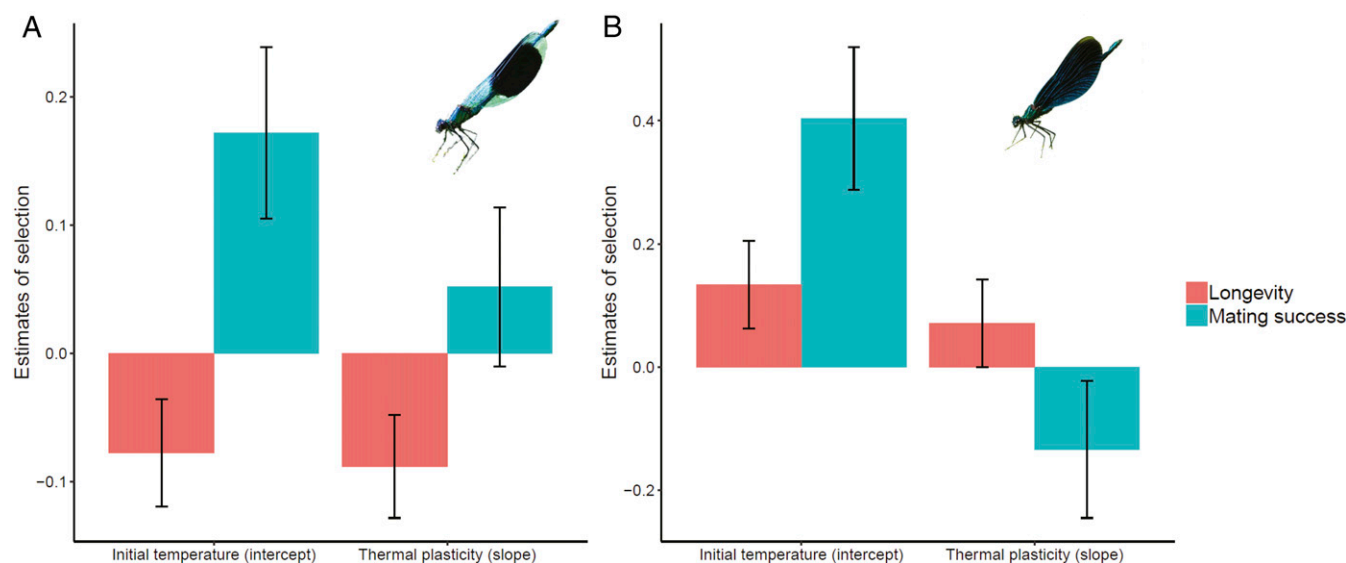 A
Estimates of selection
0.2
0.1
0.0
−0.1
Initial temperature (intercept)
Thermal plasticity (slope)
B
Estimates of selection
0.4
0.2
0.0
−0.2
Initial temperature (intercept)
Thermal plasticity (slope)
Longevity
Mating success